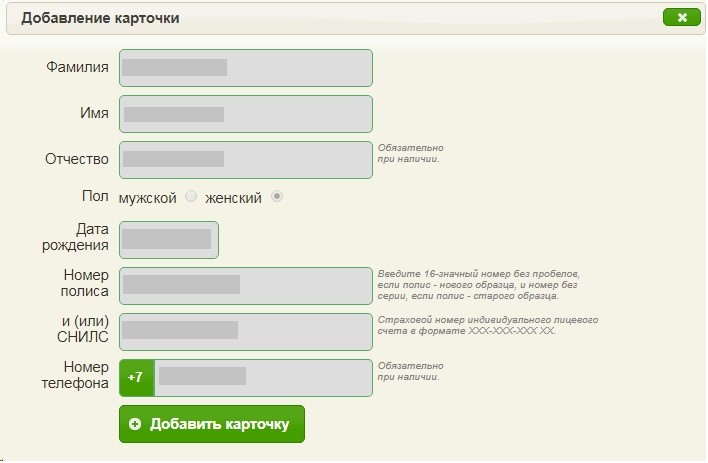 Добавление карточки
Фамилия
Имя
Отчество
Обязательно
при наличии.
Пол
мужской женский
Дата
рождения
Номер
полиса
Введите 16-значный номер без пробелов,
если полис - нового образца, и номер без
серии, если полис - старого образца.
и (или)
СНИЛС
Страховой номер индивидуального лицевого
счета в формате XXX-XXX-XXX XX.
Номер
телефона
+7
Обязательно
при наличии.
Добавить карточку